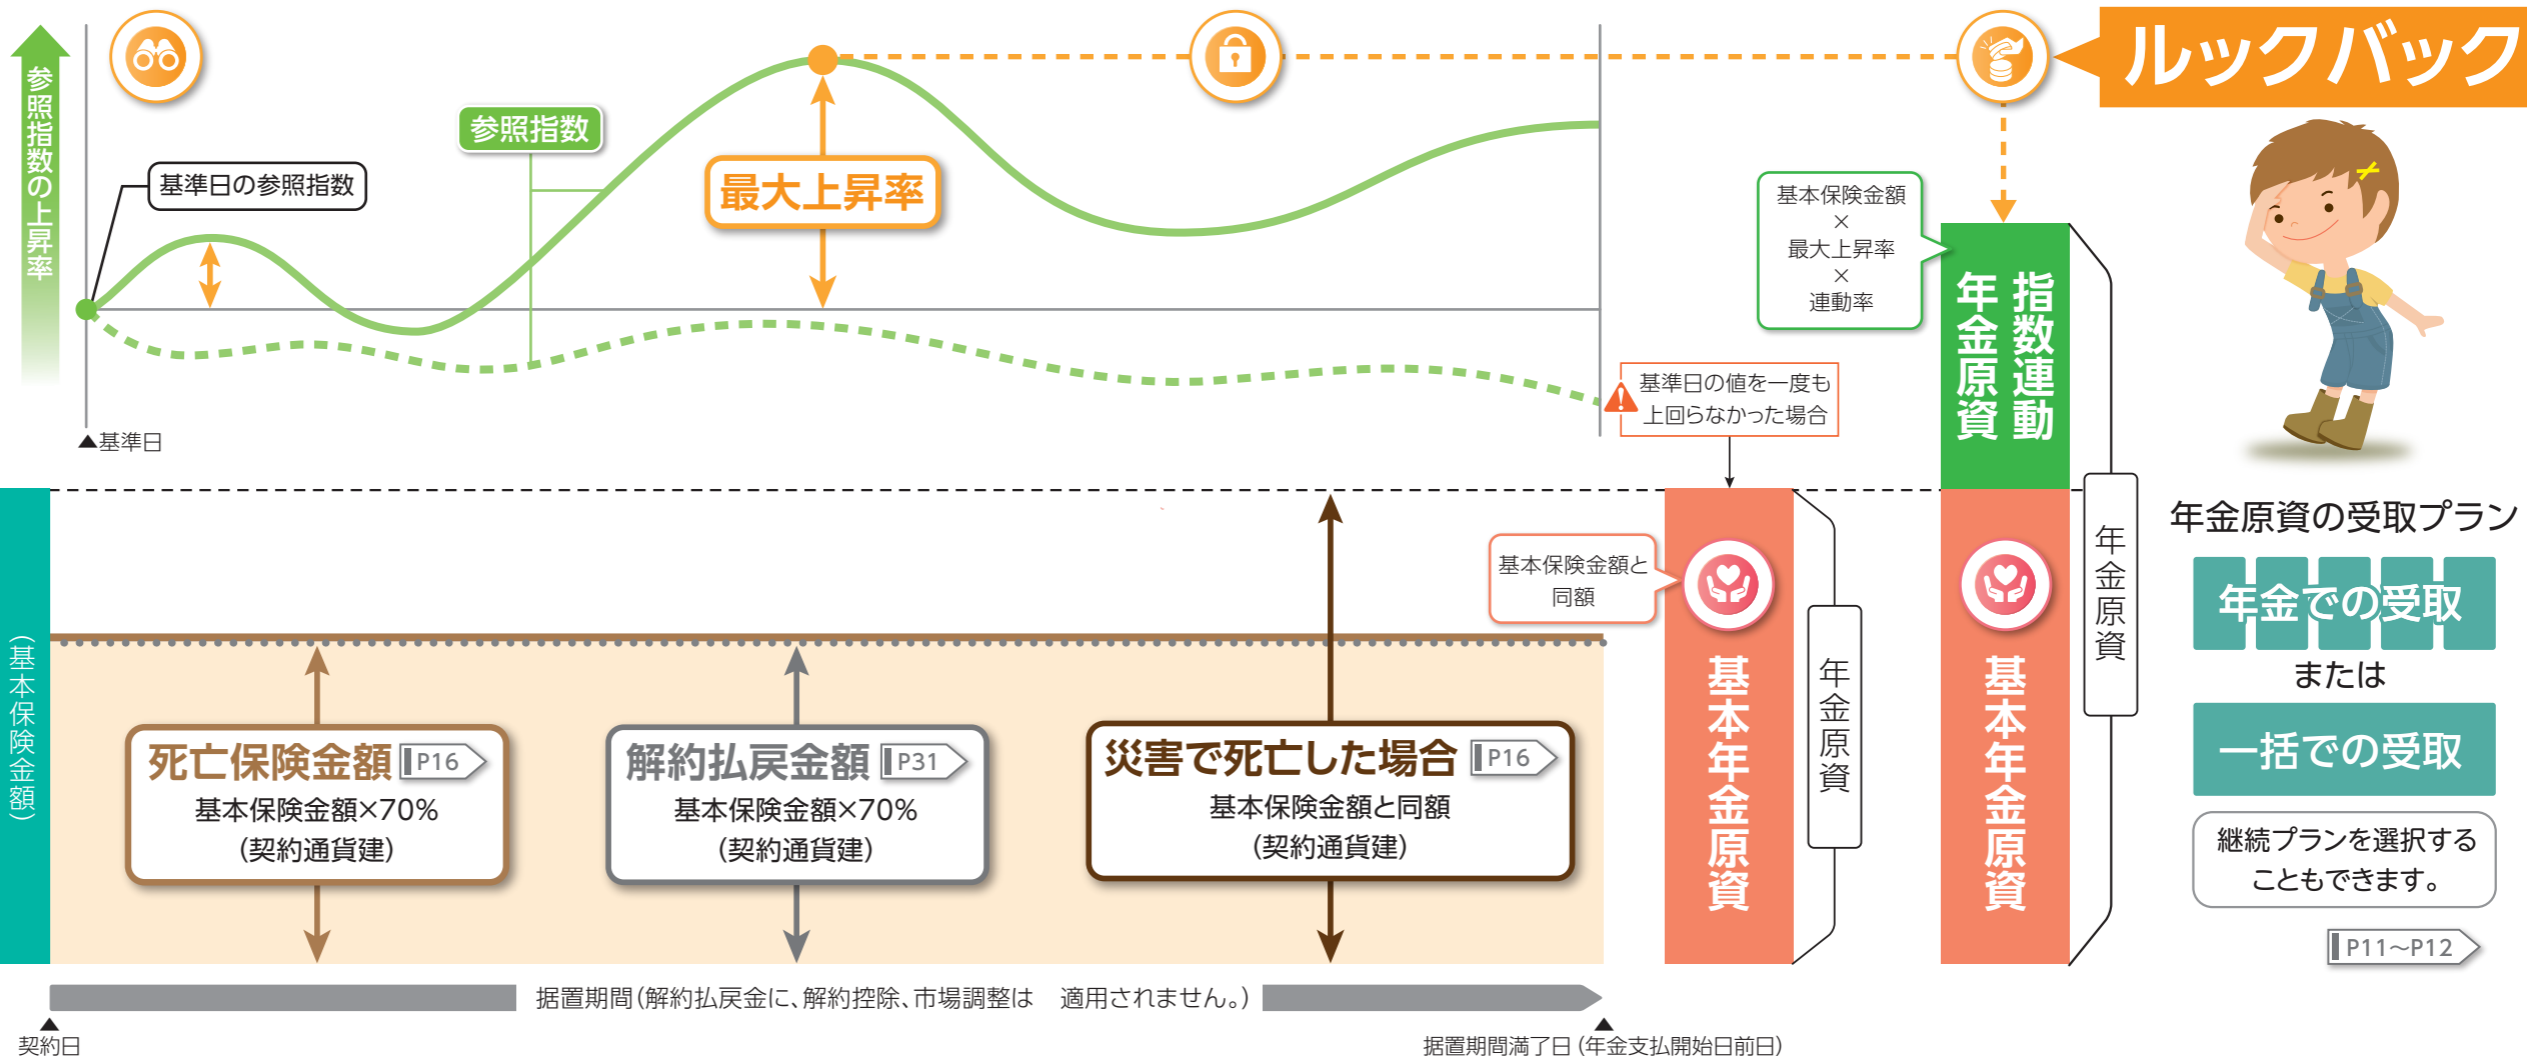 ルックバック
参照指数の上昇率
参照指数
基準日の参照指数
最大上昇率
基本保険金額
×
最大上昇率
×
連動率
指数連動
年金原資
基準日の値を一度も
上回らなかった場合
▲基準日
年金原資の受取プラン
年金での受取
または
一括での受取
継続プランを選択する
こともできます。
P11～P12
基本保険金額と
同額
基本年金原資
年金原資
基本年金原資
年金原資
（基本保険金額）
死亡保険金額 P16
基本保険金額×70%
（契約通貨建）
解約払戻金額 P31
基本保険金額×70%
（契約通貨建）
災害で死亡した場合 P16
基本保険金額と同額
（契約通貨建）
据置期間（解約払戻金に、解約控除、市場調整は　適用されません。）
▲
契約日
▲
据置期間満了日（年金支払開始日前日）